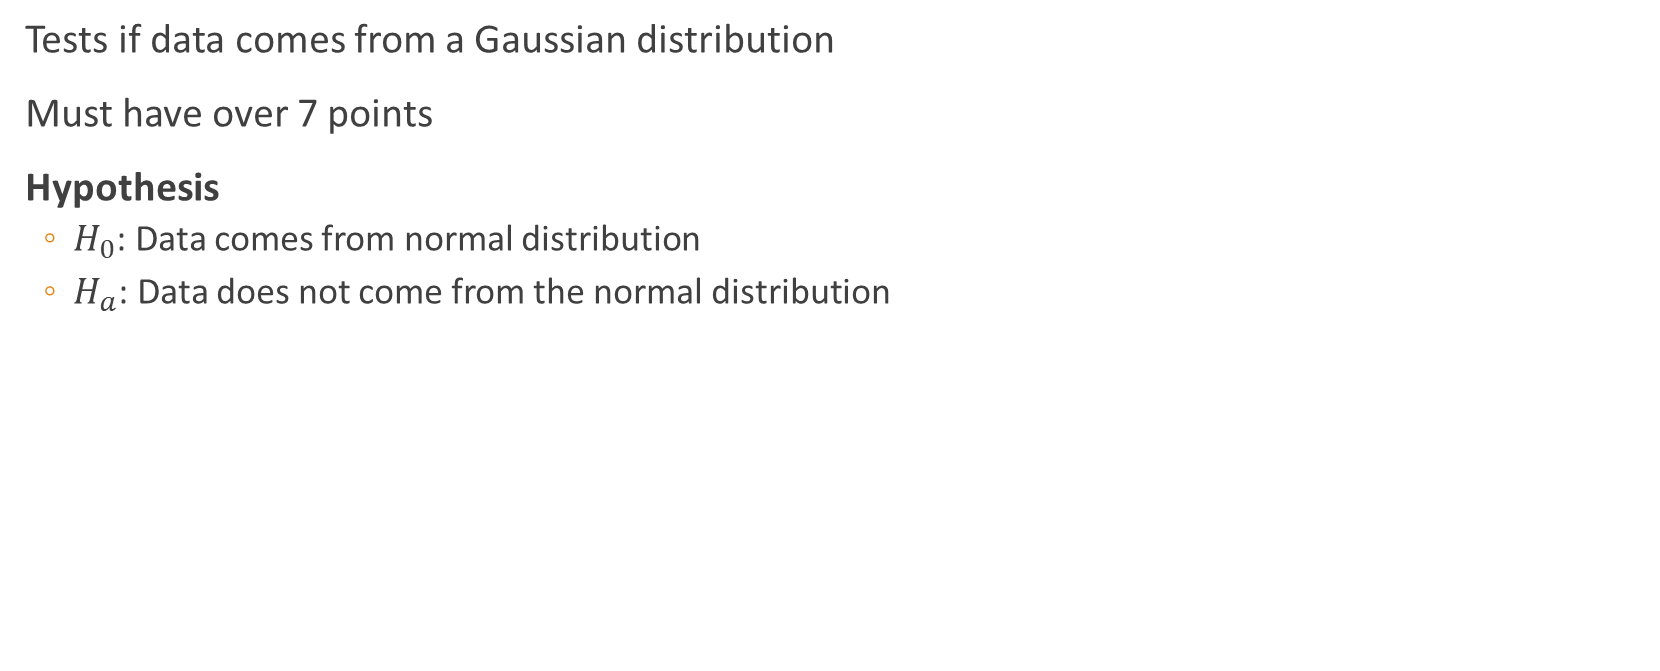 Tests if data comes from a Gaussian distribution
Must have over 7 points
Hypothesis
◦ H₀: Data comes from normal distribution
◦ Hₐ: Data does not come from the normal distribution